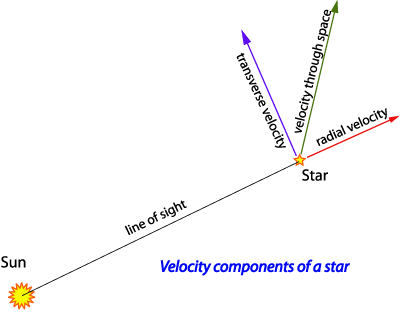 transverse velocity
velocity through space
radial velocity
Star
line of sight
Sun
Velocity components of a star